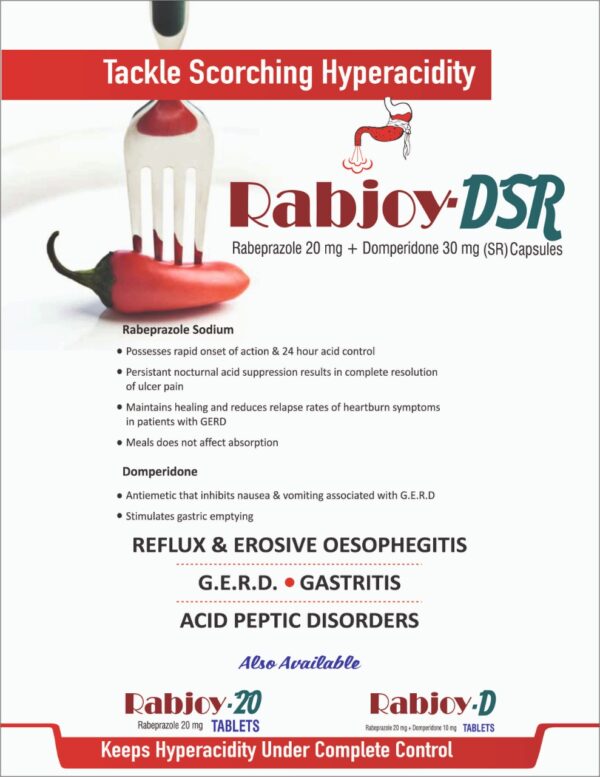 Tackle Scorching Hyperacidity
Rabjoy-DSR
Rabeprazole 20 mg + Domperidone 30 mg (SR) Capsules
Rabeprazole Sodium
• Possesses rapid onset of action & 24 hour acid control
• Persistant nocturnal acid suppression results in complete resolution
of ulcer pain
• Maintains healing and reduces relapse rates of heartburn symptoms
in patients with GERD
• Meals does not affect absorption
Domperidone
• Antiemetic that inhibits nausea & vomiting associated with G.E.R.D
• Stimulates gastric emptying
REFLUX & EROSIVE OESOPHEGITIS
G.E.R.D. • GASTRITIS
ACID PEPTIC DISORDERS
Also Available
Rabjoy-20
Rabeprazole 20 mg TABLETS
Rabjoy-D
Rabeprazole 20 mg + Domperidone 10 mg TABLETS
Keeps Hyperacidity Under Complete Control